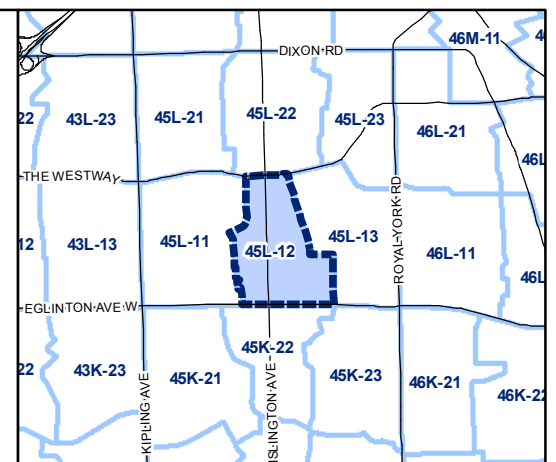 46M-11
4
DIXON RD
22
43L-23
45L-21
45L-22
45L-23
46L-21
46L
THE WESTWAY
ROYAL YORK RD
12
43L-13
45L-11
45L-12
45L-13
46L-11
46L
EGLINTON AVE W
22
43K-23
45K-21
45K-22
45K-23
46K-21
46K-22
KIPLING AVE
ISLINGTON AVE